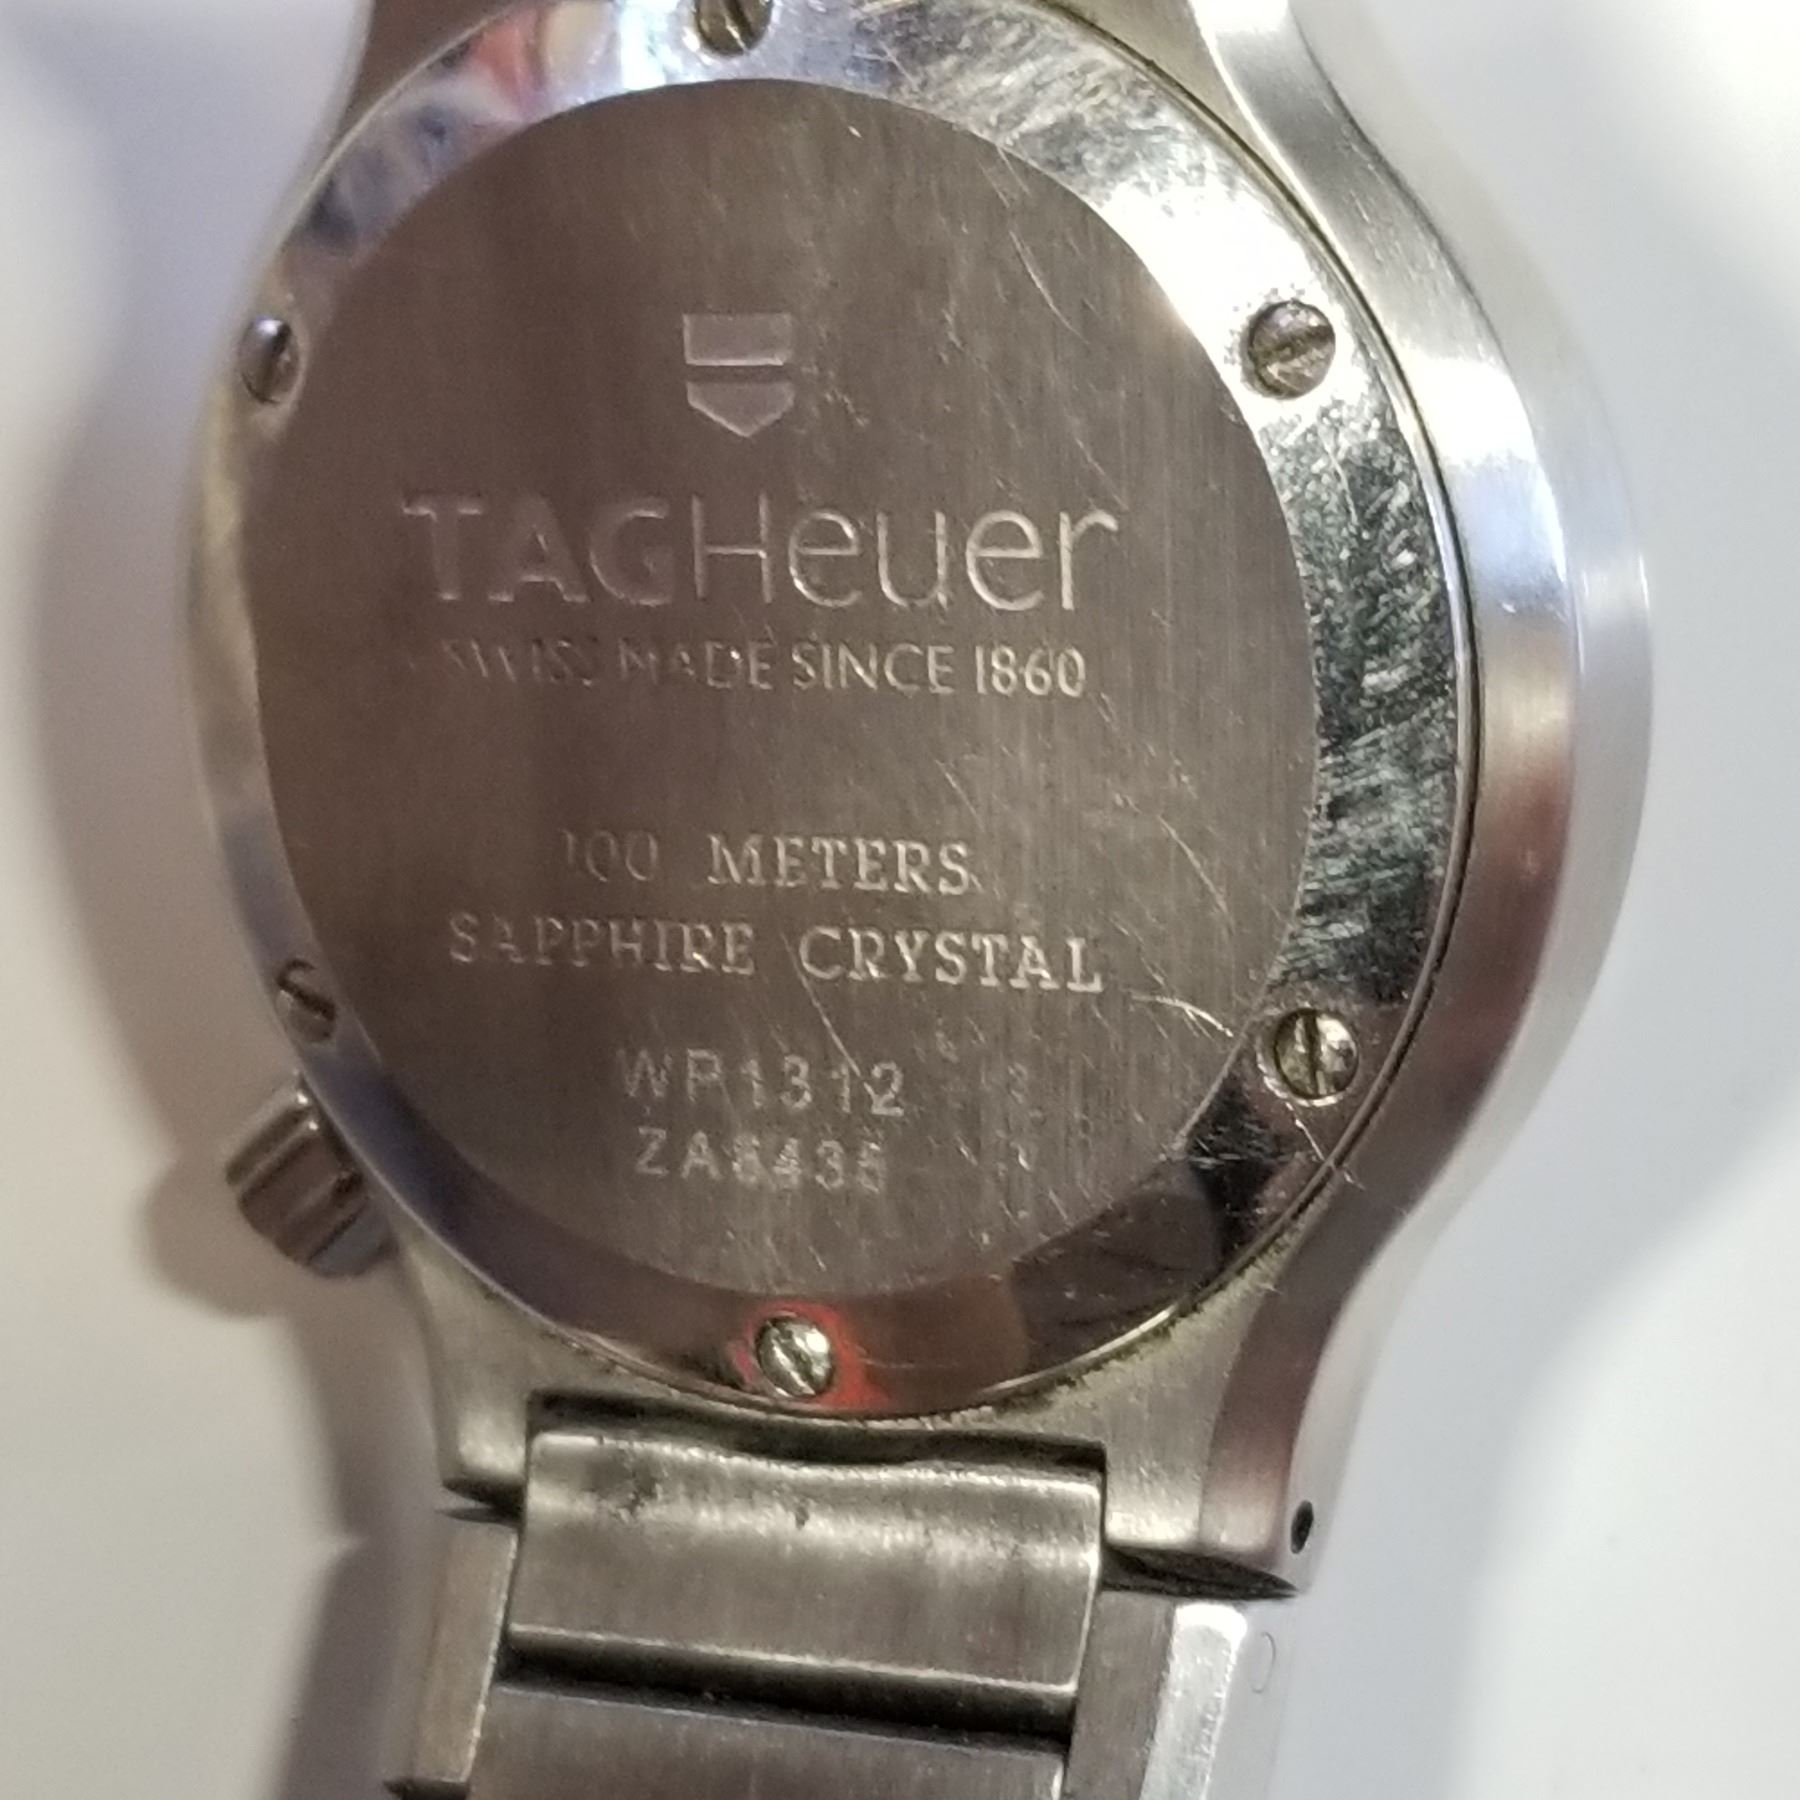 TAGHeuer
SWISS MADE SINCE 1860
100 METERS
SAPPHIRE CRYSTAL
WP1312